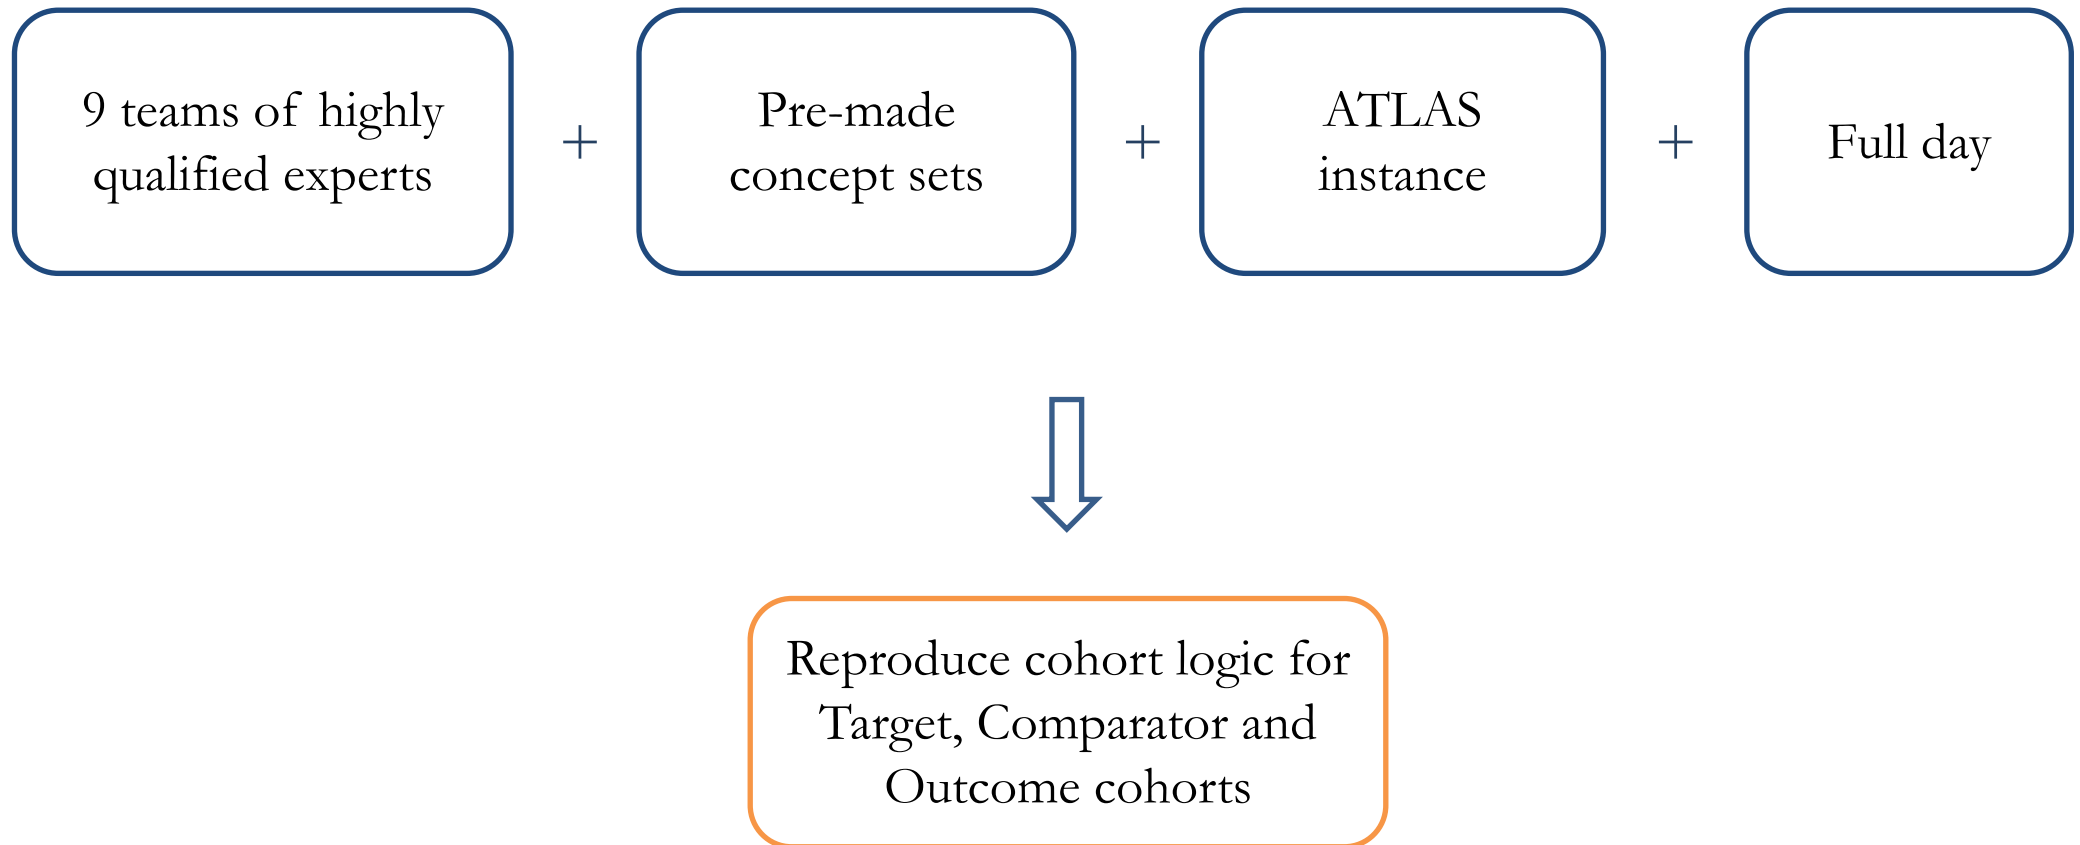 9 teams of highly
qualified experts
+
Pre-made
concept sets
+
ATLAS
instance
+
Full day
Reproduce cohort logic for
Target, Comparator and
Outcome cohorts